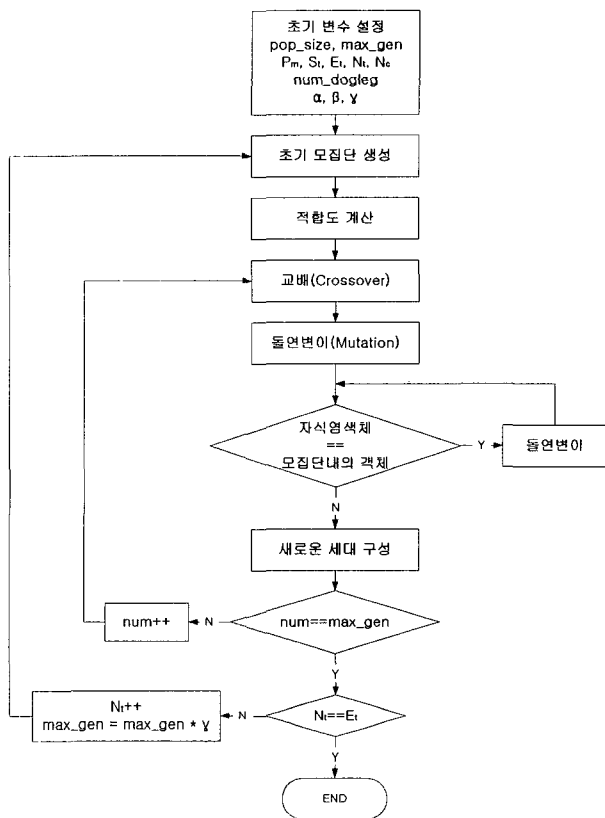 초기 변수 설정
pop_size, max_gen
Pm, St, Et, Nt, Nc
num_dogleg
α, β, γ
초기 모집단 생성
적합도 계산
교배(Crossover)
돌연변이(Mutation)
자식염색체
==
모집단내의 객체
Y
돌연변이
N
새로운 세대 구성
num==max_gen
N
num++
Y
Nt==Et
N
Nt++
max_gen = max_gen * γ
Y
END